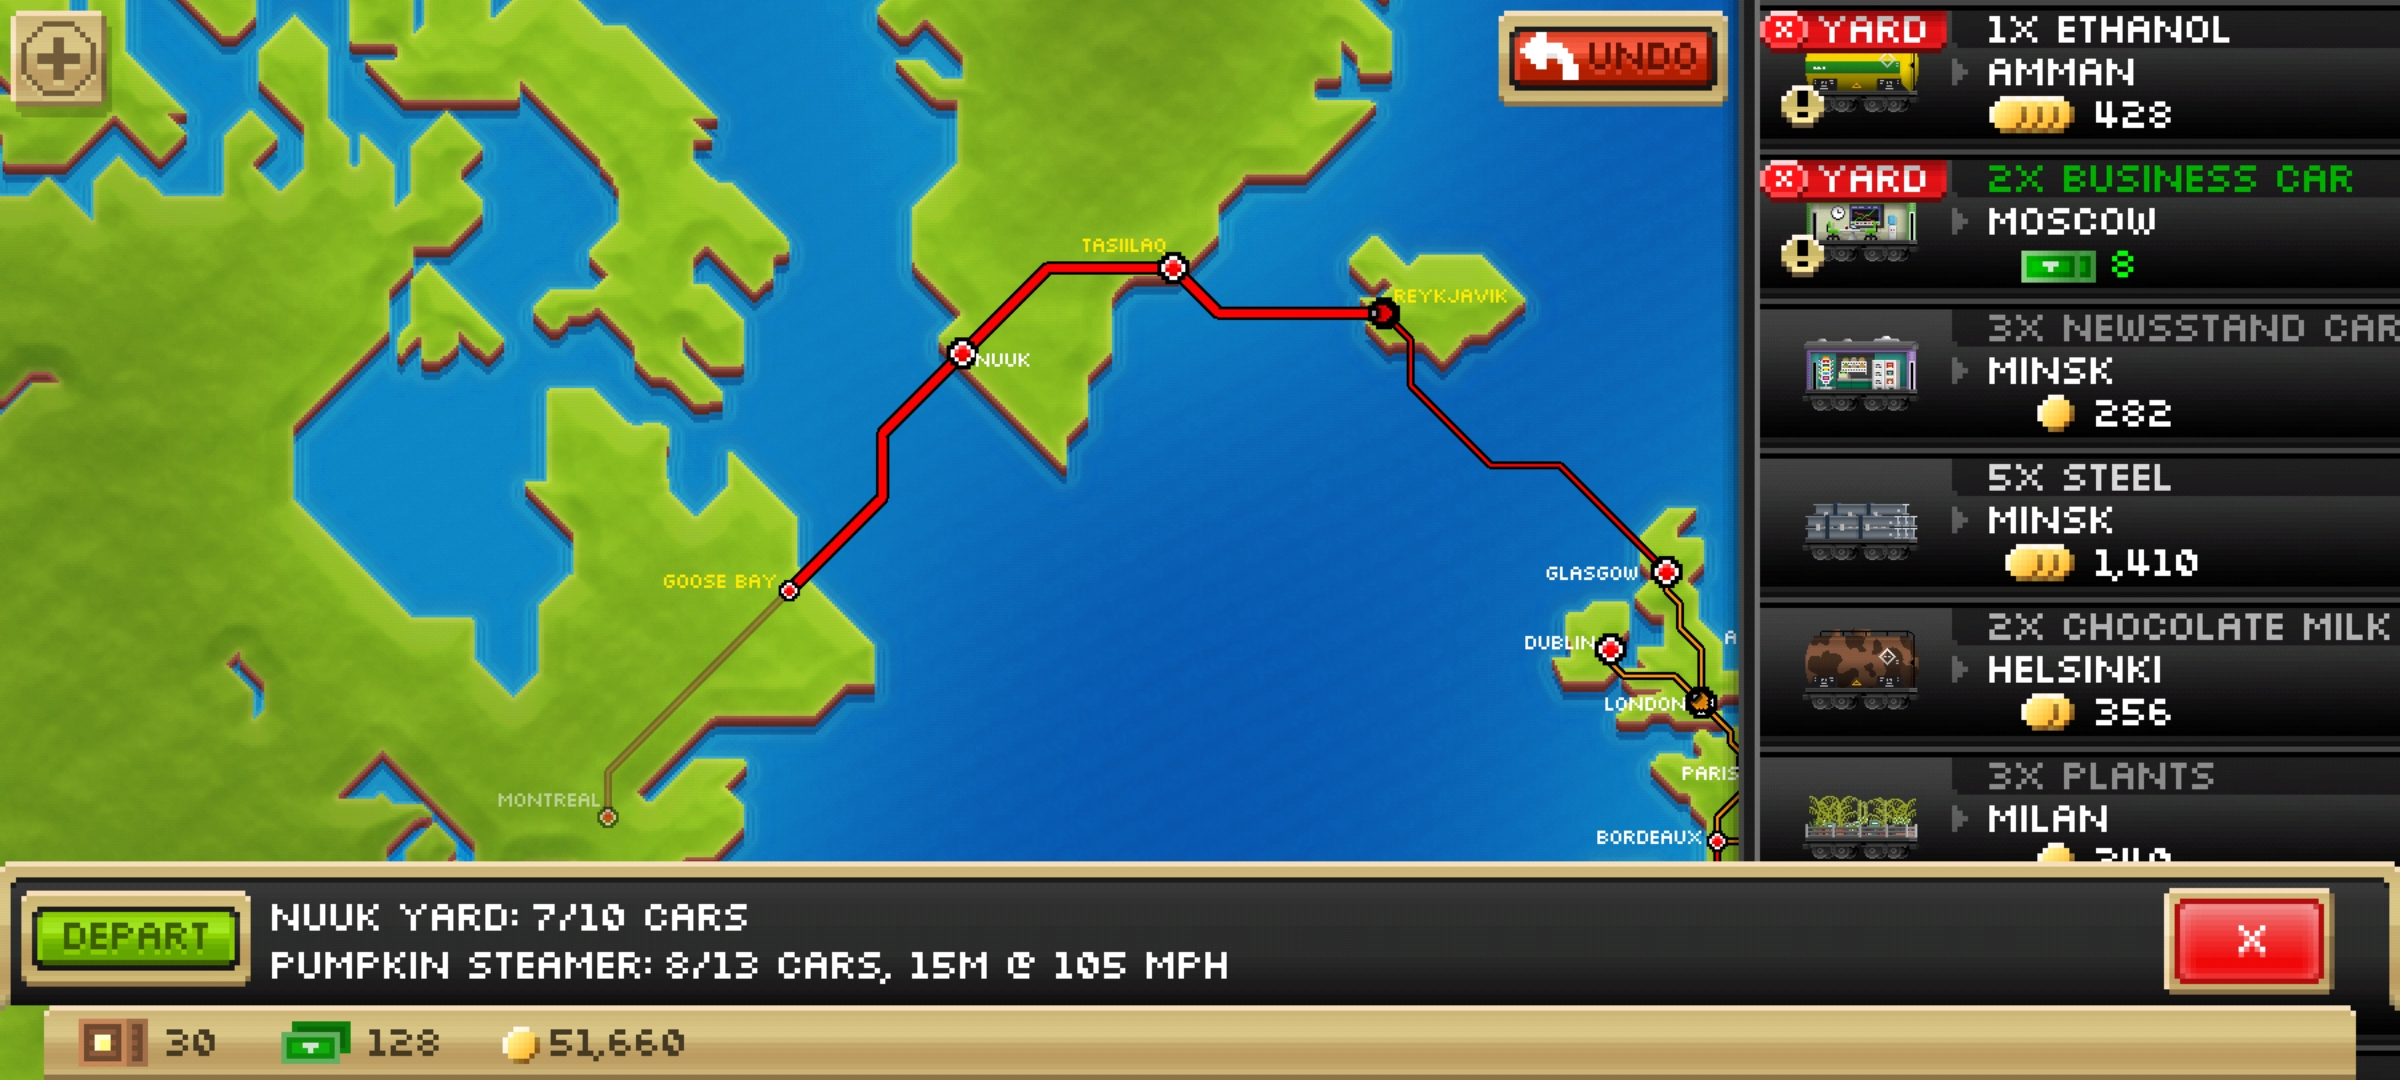 UNDO
TASIILAQ
REYKJAVIK
NUUK
GOOSE BAY
GLASGOW
DUBLIN
LONDON
MONTREAL
PARIS
BORDEAUX
YARD
1X ETHANOL
AMMAN
428
YARD
2X BUSINESS CAR
MOSCOW
8
3X NEWSSTAND CAR
MINSK
282
5X STEEL
MINSK
1,410
2X CHOCOLATE MILK
HELSINKI
356
3X PLANTS
MILAN
DEPART
NUUK YARD: 7/10 CARS
PUMPKIN STEAMER: 8/13 CARS, 15M @ 105 MPH
X
30
128
51,660